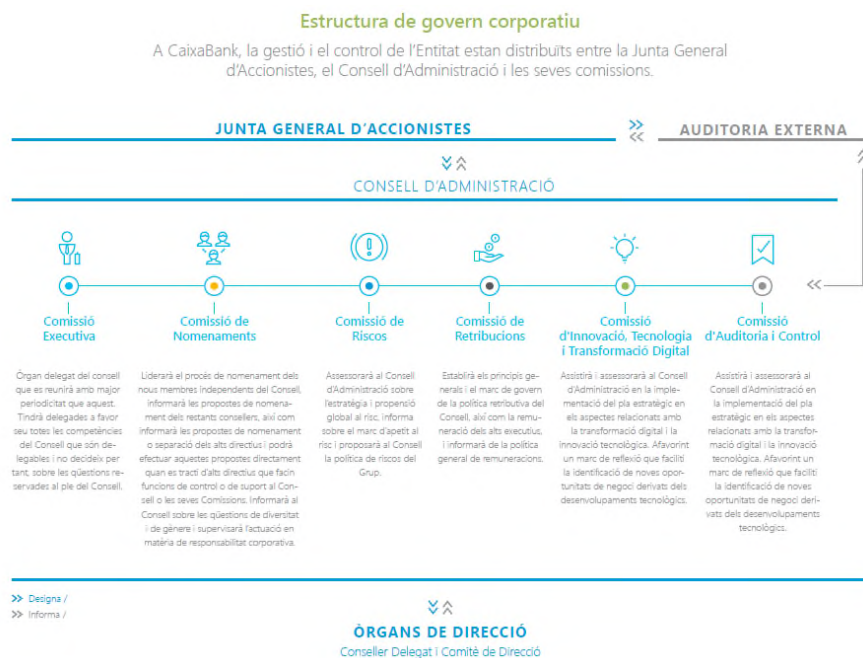 Estructura de govern corporatiu
A CaixaBank, la gestió i el control de l'Entitat estan distribuïts entre la Junta General
d'Accionistes, el Consell d'Administració i les seves comissions.
JUNTA GENERAL D'ACCIONISTES
AUDITORIA EXTERNA
CONSELL D'ADMINISTRACIÓ
Comissió
Executiva
Òrgan delegat del consell
que es reunirà amb major
periodicitat que aquest.
Tindrà delegades a favor
seu totes les competències
del Consell que són de-
legables i no decideix per
tant, sobre les qüestions re-
servades al ple del Consell.
Comissió de
Nomenaments
Liderarà el procés de nomenament dels
nous membres independents del Consell,
informarà les propostes de nomena-
ment dels restants consellers, així com
informarà les propostes de nomenament
o separació dels alts directius i podrà
efectuar aquestes propostes directament
quan es tracti d'alts directius que facin
funcions de control o de suport al Con-
sell o les seves Comissions. Informarà al
Consell sobre les qüestions de diversitat
i de gènere i supervisarà l'actuació en
matèria de responsabilitat corporativa.
Comissió de
Riscos
Assessorarà al Consell
d'Administració sobre
l'estratègia i propensió
global al risc, informa
sobre el marc d'apetit al
risc i proposarà al Consell
la política de riscos del
Grup.
Comissió de
Retribucions
Establirà els principis ge-
nerals i el marc de govern
de la política retributiva del
Consell, així com la remu-
neració dels alts executius,
i informarà de la política
general de remuneracions.
Comissió
d'Innovació, Tecnologia
i Transformació Digital
Assistirà i assessorarà al Consell
d'Administració en la imple-
mentació del pla estratègic en
els aspectes relacionats amb
la transformació digital i la
innovació tecnològica. Afavorint
un marc de reflexió que faciliti
la identificació de noves opor-
tunitats de negoci derivats dels
desenvolupaments tecnològics.
Comissió
d'Auditoria i Control
Assistirà i assessorarà al
Consell d'Administració en
la implementació del pla
estratègic en els aspectes
relacionats amb la transfor-
mació digital i la innovació
tecnològica. Afavorint un
marc de reflexió que faciliti
la identificació de noves
oportunitats de negoci deri-
vats dels desenvolupaments
tecnològics.
>> Designa /
>> Informa /
ÒRGANS DE DIRECCIÓ
Conseller Delegat i Comitè de Direcció